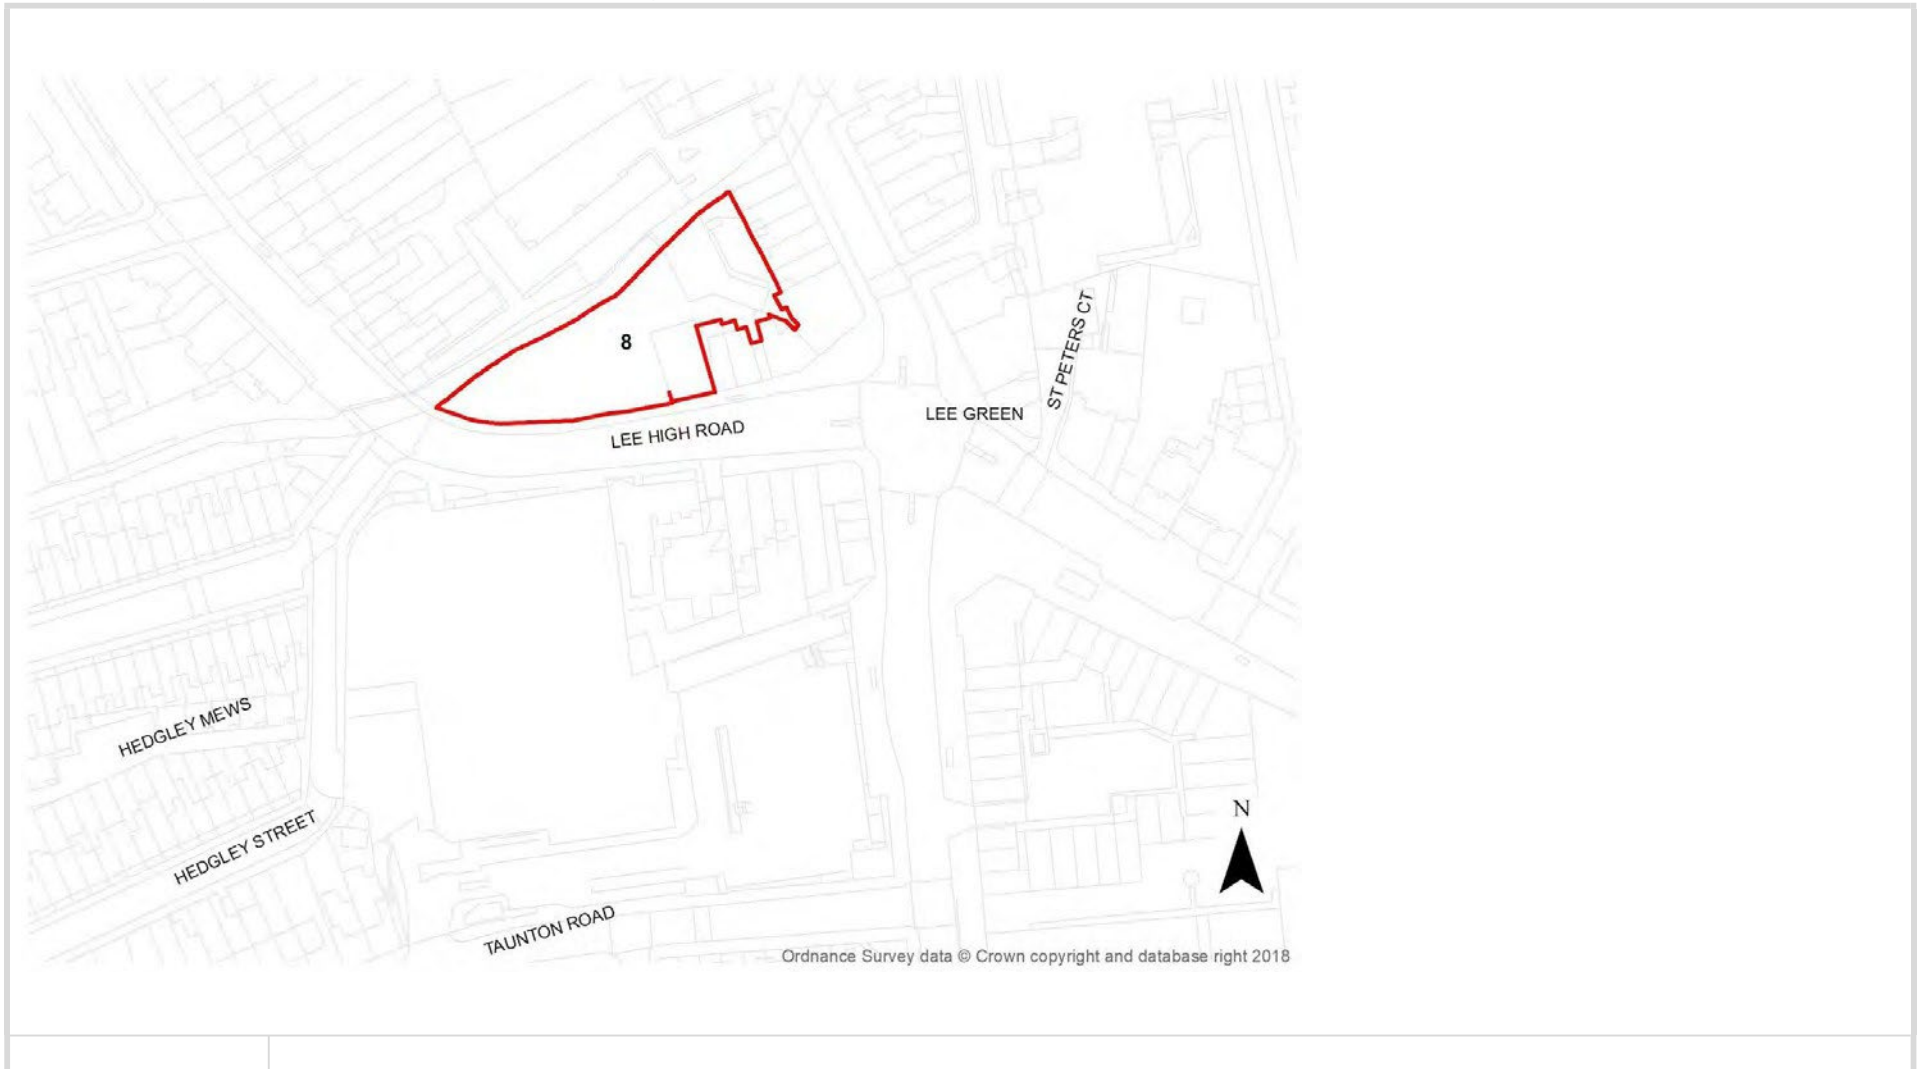 8
ST PETERS CT
LEE GREEN
LEE HIGH ROAD
HEDGLEY MEWS
N
HEDGLEY STREET
TAUNTON ROAD
Ordnance Survey data © Crown copyright and database right 2018